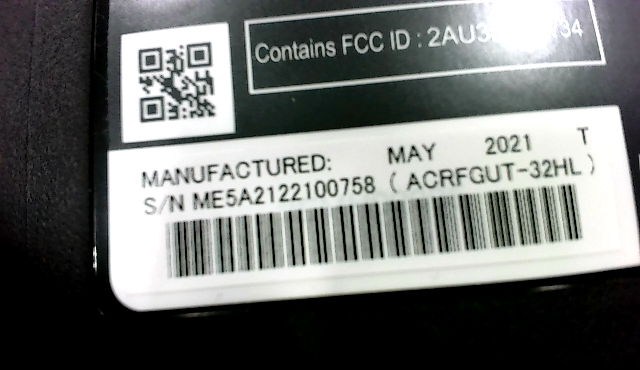 Contains FCC ID :
MANUFACTURED: MAY 2021 T
S/N ME5A2122100758 ( ACRFGUT-32HL )